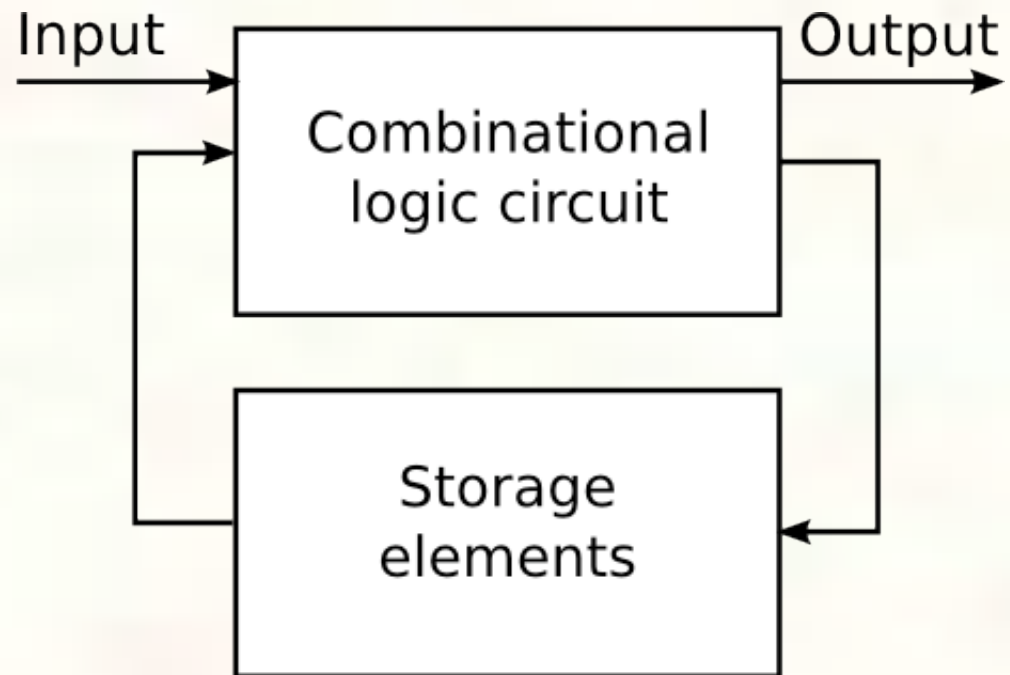 Input
Output
Combinational
logic circuit
Storage
elements